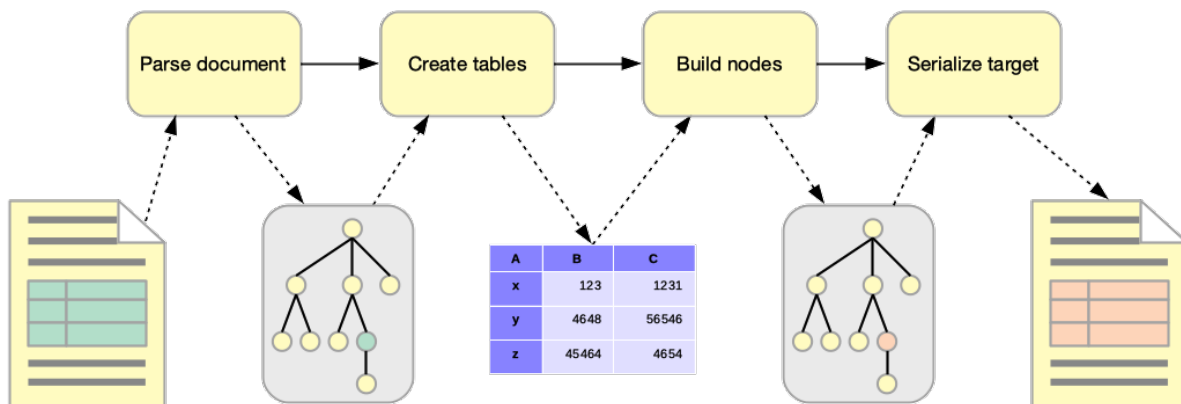 Parse document
Create tables
Build nodes
Serialize target
A B C
x 123 1231
y 4648 56546
z 45464 4654